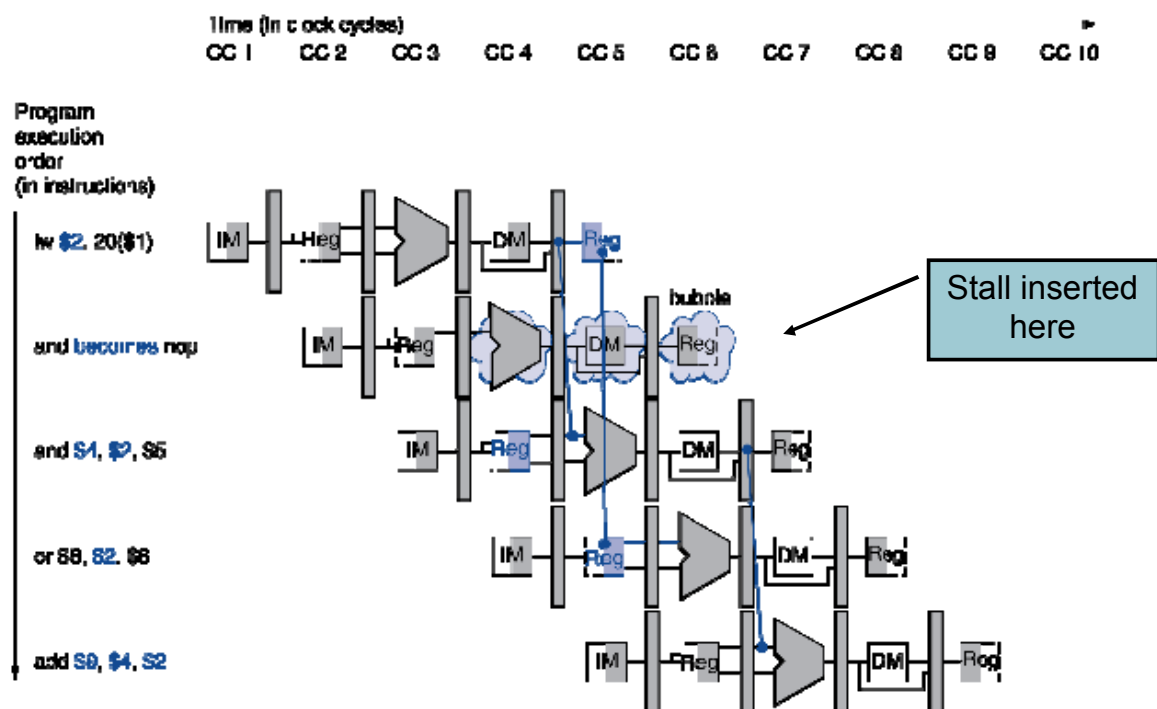 Time (in clock cycles)
CC 1 CC 2 CC 3 CC 4 CC 5 CC 6 CC 7 CC 8 CC 9 CC 10
Program
execution
order
(in instructions)
lw $2, 20($1)
IM Reg DM Reg
bubble
Stall inserted
here
and becomes nop
IM Reg DM Reg
and $4, $2, $5
IM Reg DM Reg
or $8, $2, $6
IM Reg DM Reg
add $9, $4, $2
IM Reg DM Reg